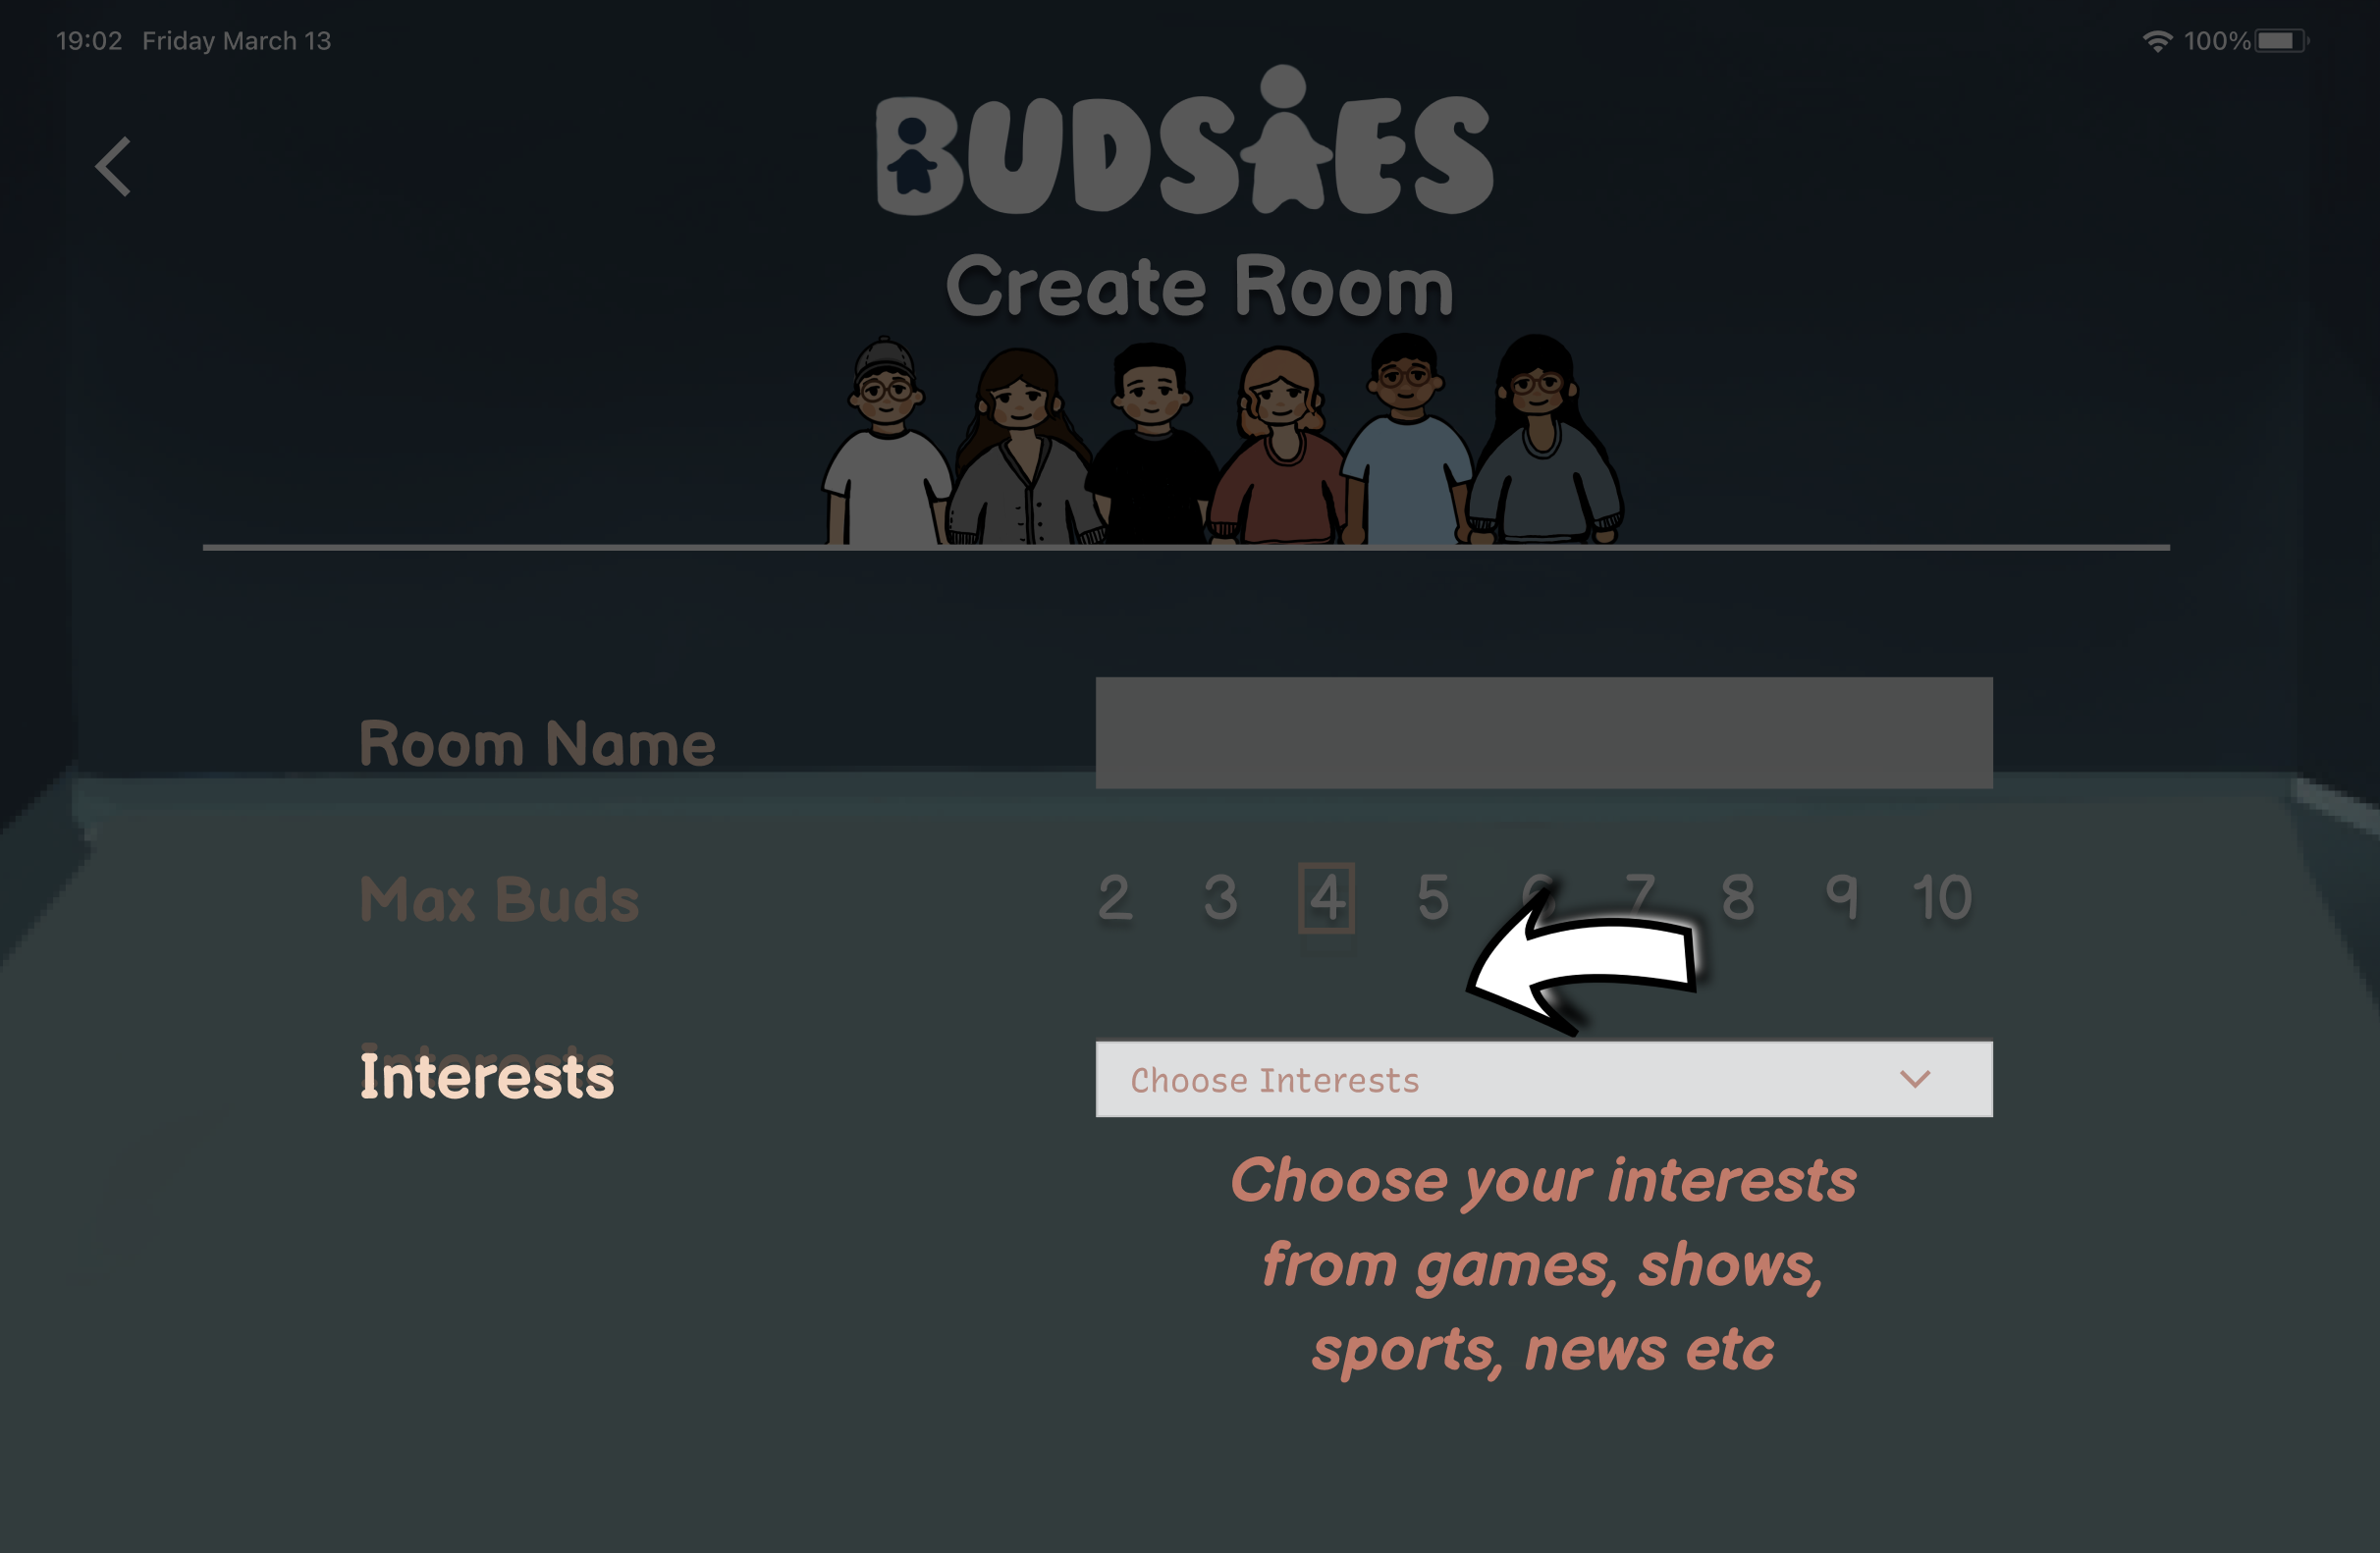 19:02 Friday March 13
100%
BUDSIES
Create Room
Room Name
Max Buds
2 3 4 5 6 7 8 9 10
Interests
Choose Interests
Choose your interests
from games, shows,
sports, news etc